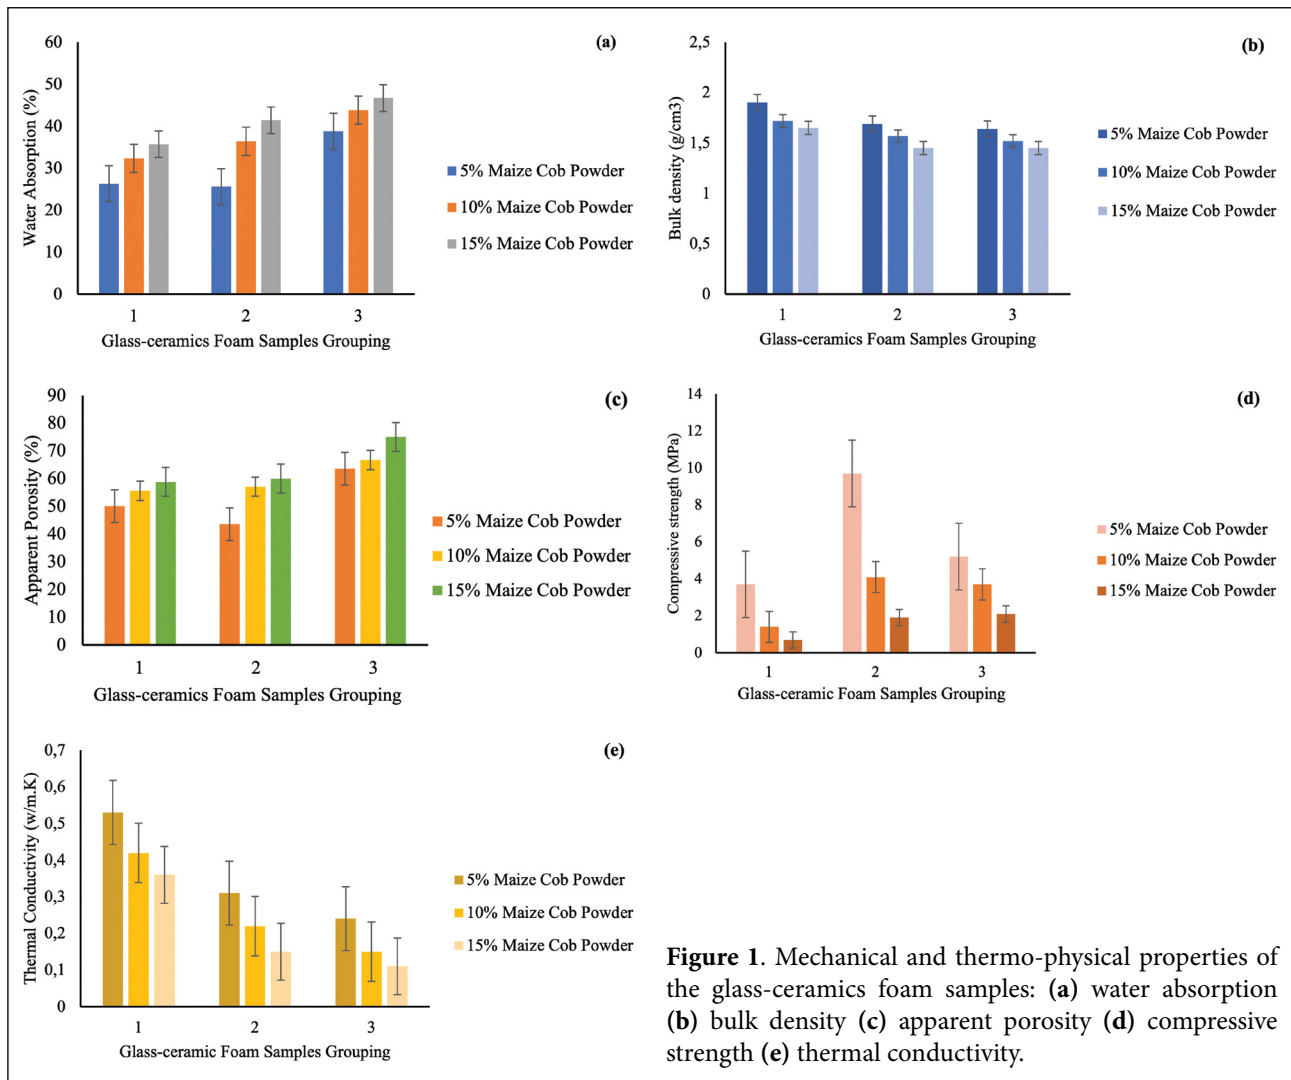 (a)
Water Absorption (%)
60
50
40
30
20
10
0
1 2 3
Glass-ceramics Foam Samples Grouping
5% Maize Cob Powder
10% Maize Cob Powder
15% Maize Cob Powder
(b)
Bulk density (g/cm3)
2,5
2
1,5
1
0,5
0
1 2 3
Glass-ceramics Foam Samples Grouping
5% Maize Cob Powder
10% Maize Cob Powder
15% Maize Cob Powder
(c)
Apparent Porosity (%)
90
80
70
60
50
40
30
20
10
0
1 2 3
Glass-ceramics Foam Samples Grouping
5% Maize Cob Powder
10% Maize Cob Powder
15% Maize Cob Powder
(d)
Compressive strength (MPa)
14
12
10
8
6
4
2
0
1 2 3
Glass-ceramic Foam Samples Grouping
5% Maize Cob Powder
10% Maize Cob Powder
15% Maize Cob Powder
(e)
Thermal Conductivity (w/m.K)
0,7
0,6
0,5
0,4
0,3
0,2
0,1
0
1 2 3
Glass-ceramic Foam Samples Grouping
5% Maize Cob Powder
10% Maize Cob Powder
15% Maize Cob Powder
Figure 1. Mechanical and thermo-physical properties of
the glass-ceramics foam samples: (a) water absorption
(b) bulk density (c) apparent porosity (d) compressive
strength (e) thermal conductivity.